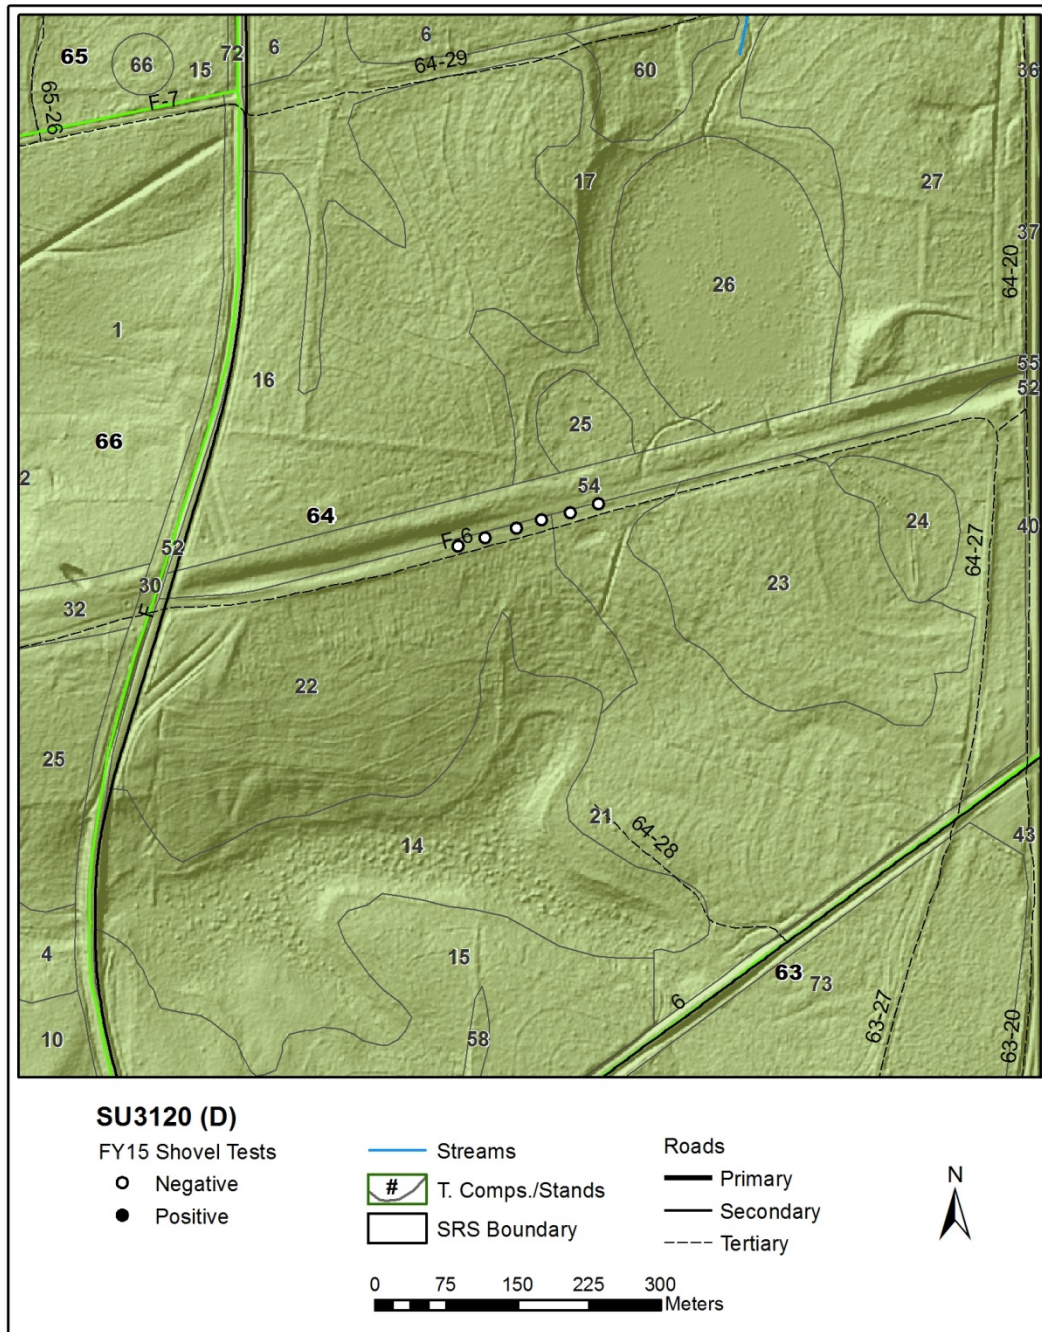 65
66
15
72
6
6
64-29
60
36
65-26
F-7
17
27
37
64-20
26
1
16
55
52
25
66
2
54
64
24
F-6
40
52
30
23
64-27
32
F
22
25
21
64-28
14
43
4
15
63
73
6
63-27
63-20
10
58
SU3120 (D)
FY15 Shovel Tests
Negative
Positive
Streams
#
T. Comps./Stands
SRS Boundary
Roads
Primary
Secondary
Tertiary
N
0 75 150 225 300
Meters